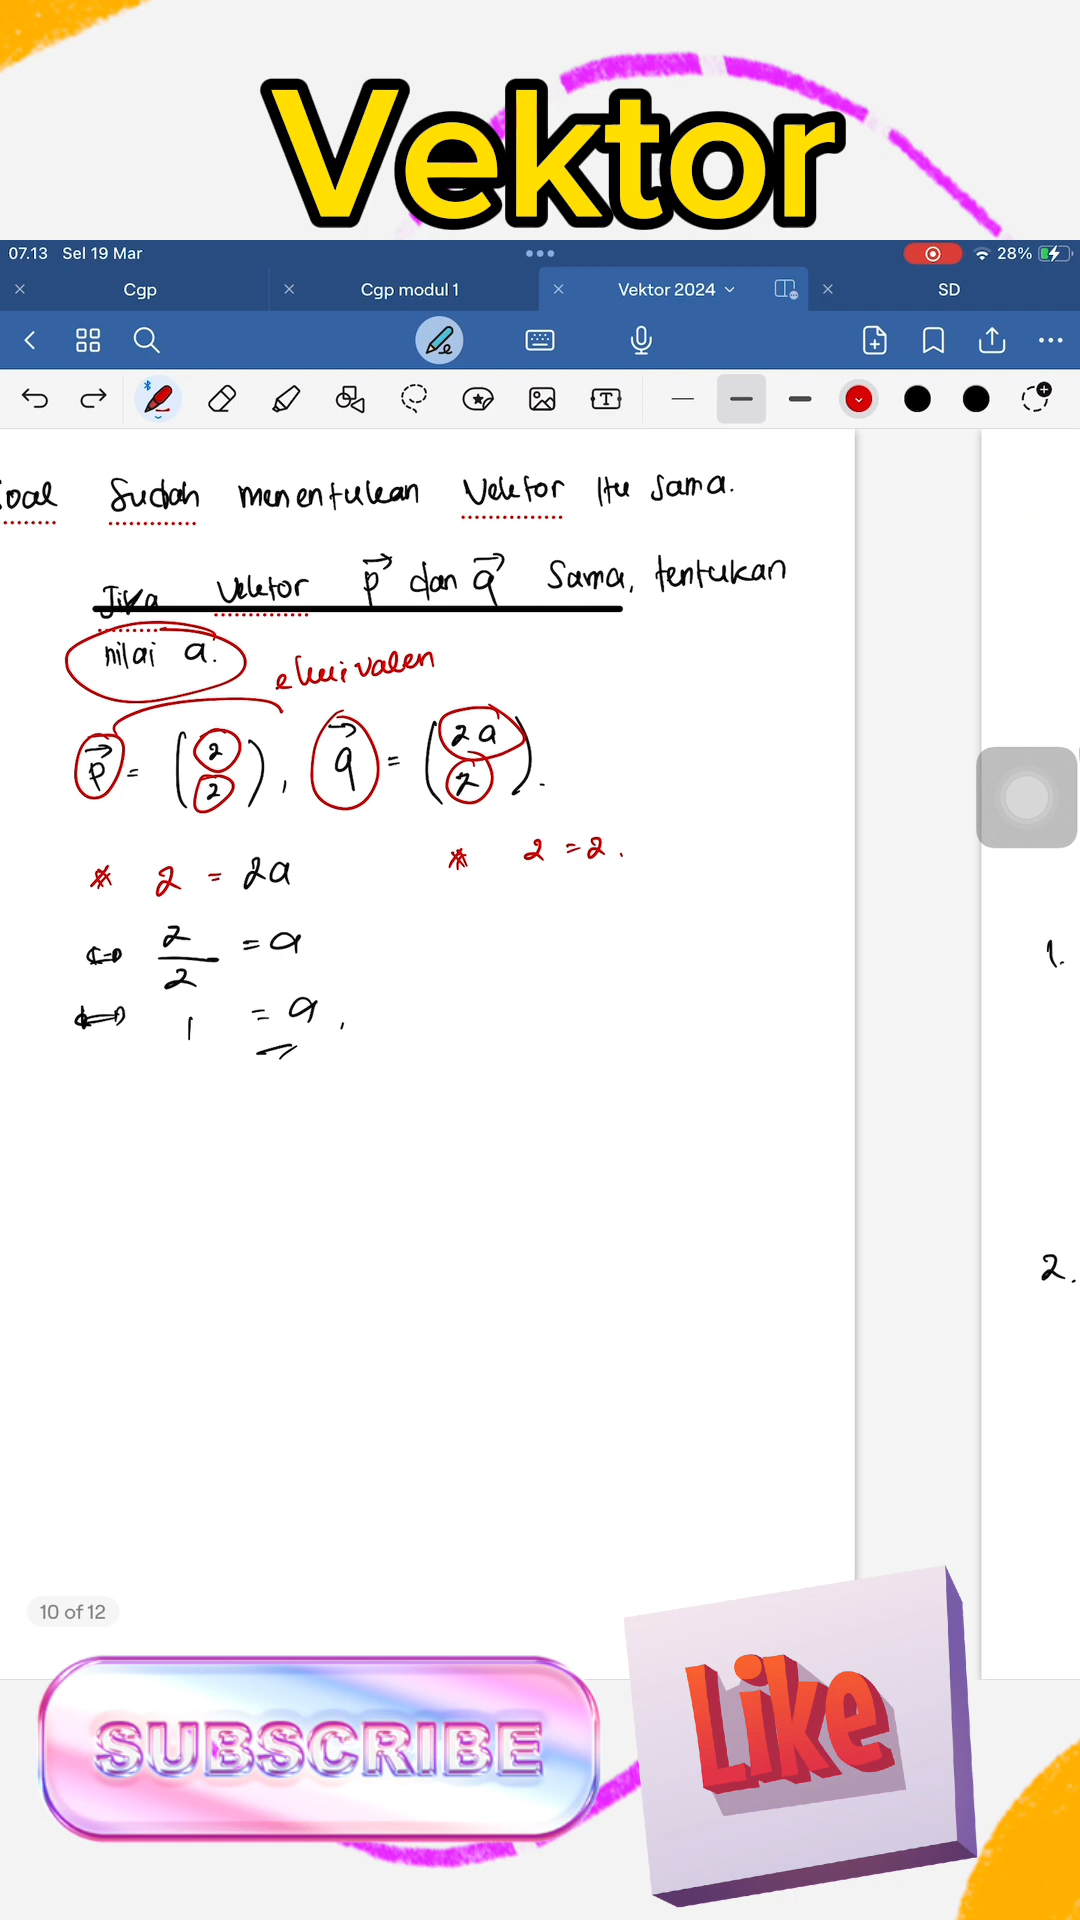 Vektor
07.13 Sel 19 Mar
28%
Cgp
Cgp modul 1
Vektor 2024
SD
Soal Sudah menentukan Vektor itu sama.
Jika Vektor p⃗ dan q⃗ Sama, tentukan
nilai a.
ekuivalen
p⃗ = (2 2), q⃗ = (2a 2).
* 2 = 2a
* 2 = 2.
⇔ 2/2 = a
⇔ 1 = a,
1.
2.
10 of 12
SUBSCRIBE
Like